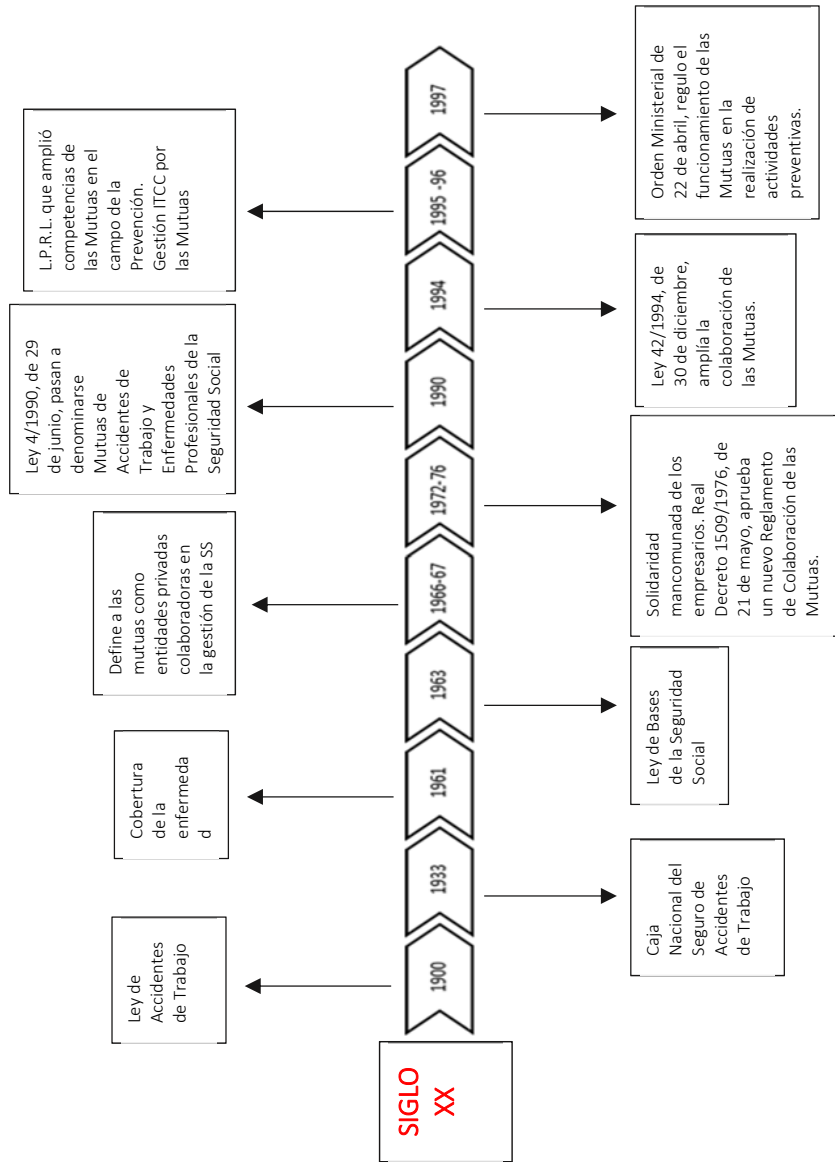 SIGLO
XX
1900
1933
1961
1963
1966-67
1972-76
1990
1994
1995 -96
1997
Ley de
Accidentes
de Trabajo
Cobertura
de la
enfermeda
d
Define a las
mutuas como
entidades privadas
colaboradoras en
la gestión de la SS
Ley 4/1990, de 29
de junio, pasan a
denominarse
Mutuas de
Accidentes de
Trabajo y
Enfermedades
Profesionales de la
Seguridad Social
L.P.R.L. que amplió
competencias de
las Mutuas en el
campo de la
Prevención.
Gestión ITCC por
las Mutuas
Caja
Nacional del
Seguro de
Accidentes
de Trabajo
Ley de Bases
de la Seguridad
Social
Solidaridad
mancomunada de los
empresarios. Real
Decreto 1509/1976, de
21 de mayo, aprueba
un nuevo Reglamento
de Colaboración de las
Mutuas.
Ley 42/1994, de
30 de diciembre,
amplía la
colaboración de
las Mutuas.
Orden Ministerial de
22 de abril, regulo el
funcionamiento de las
Mutuas en la
realización de
actividades
preventivas.